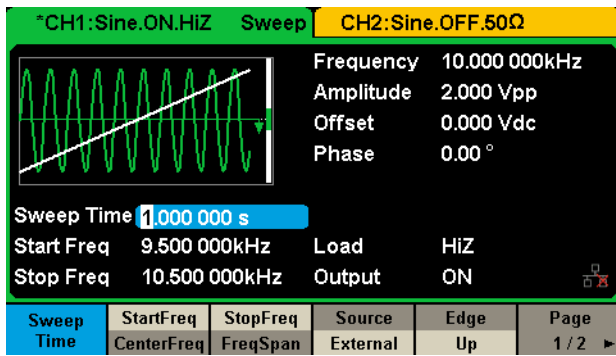 *CH1:Sine.ON.HiZ Sweep CH2:Sine.OFF.50Ω
Frequency 10.000 000kHz
Amplitude 2.000 Vpp
Offset 0.000 Vdc
Phase 0.00 °
Sweep Time 1.000 000 s
Start Freq 9.500 000kHz Load HiZ
Stop Freq 10.500 000kHz Output ON
Sweep Time
StartFreq CenterFreq
StopFreq FreqSpan
Source External
Edge Up
Page 1/2 ►